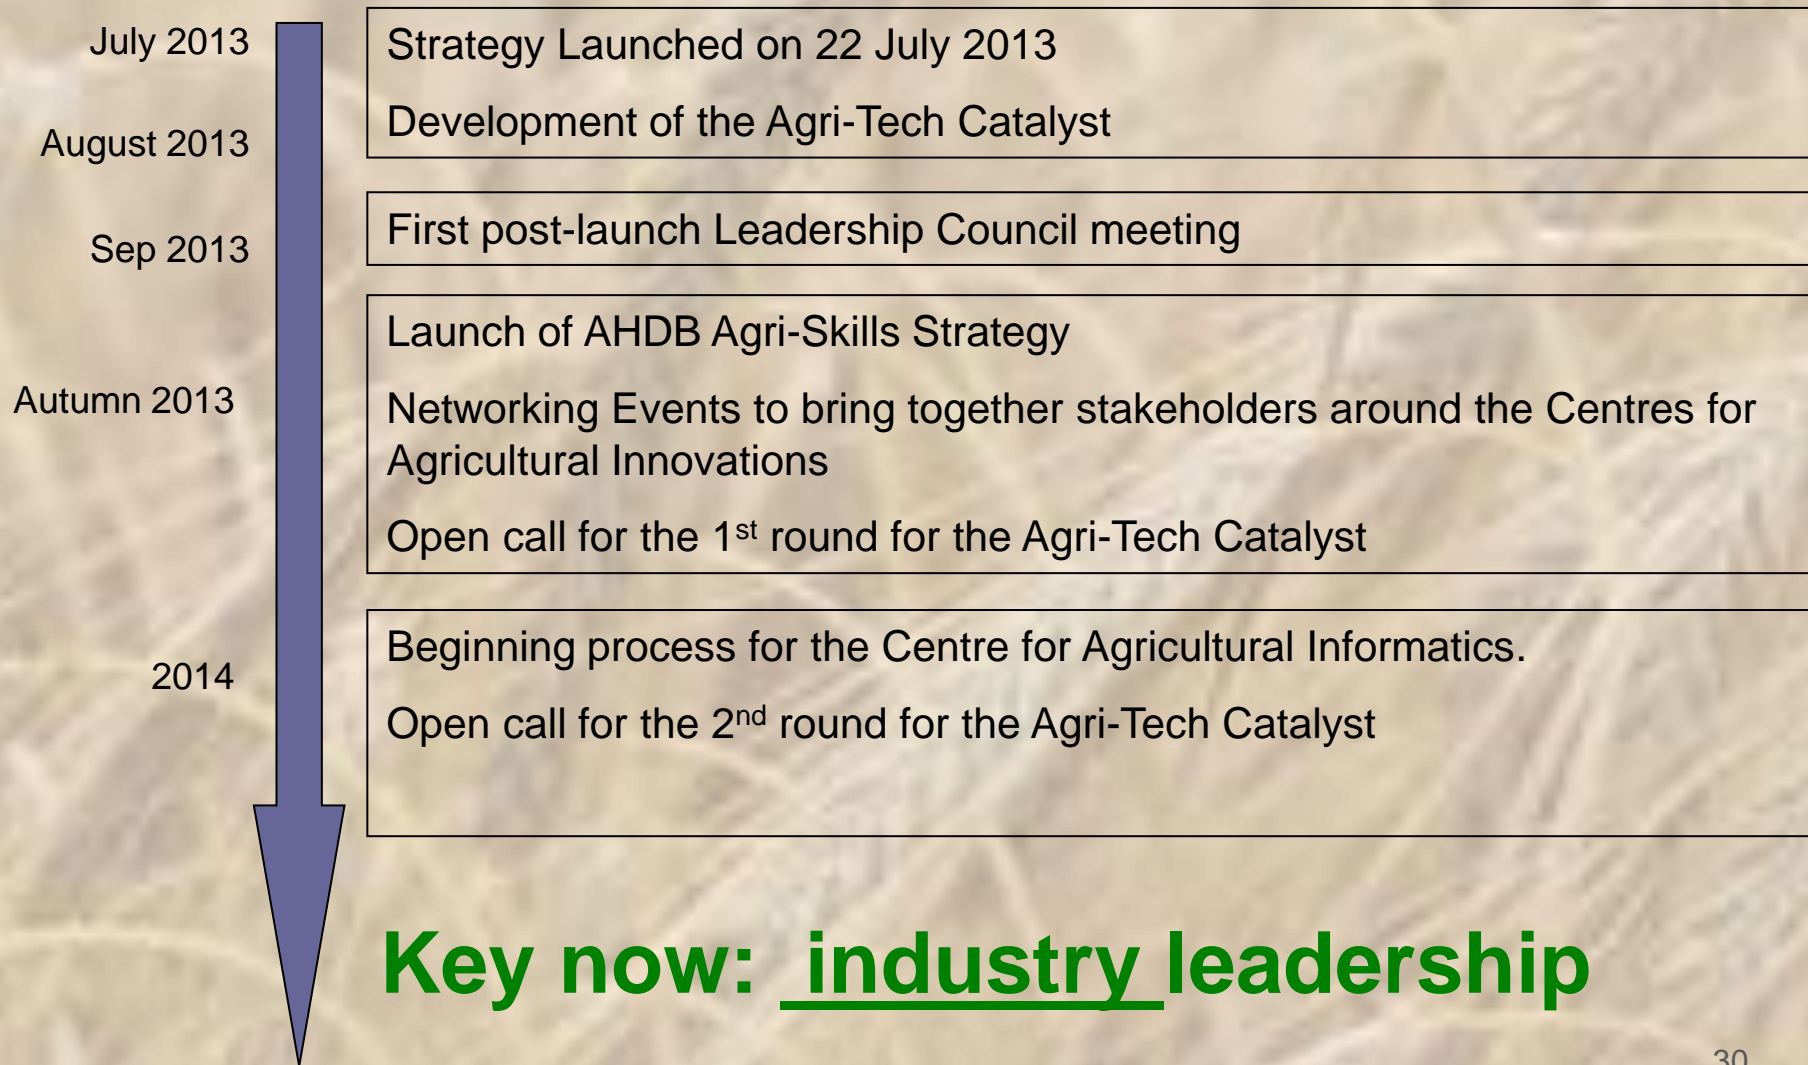 July 2013
Strategy Launched on 22 July 2013
Development of the Agri-Tech Catalyst
August 2013
First post-launch Leadership Council meeting
Sep 2013
Launch of AHDB Agri-Skills Strategy
Autumn 2013
Networking Events to bring together stakeholders around the Centres for
Agricultural Innovations
Open call for the 1st round for the Agri-Tech Catalyst
2014
Beginning process for the Centre for Agricultural Informatics.
Open call for the 2nd round for the Agri-Tech Catalyst
Key now: industry leadership
30